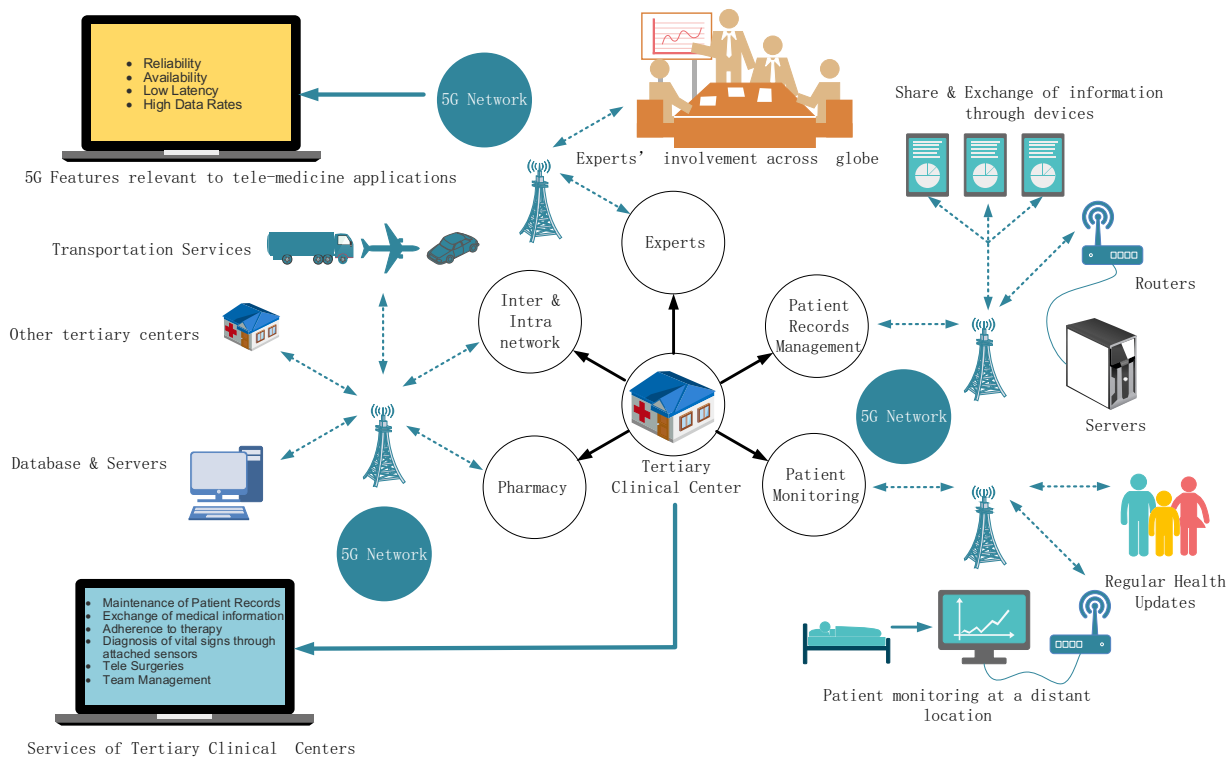 Reliability
Availability
Low Latency
High Data Rates
5G Network
5G Features relevant to tele-medicine applications
Experts' involvement across globe
Share & Exchange of information
through devices
Transportation Services
Experts
Routers
Other tertiary centers
Inter &
Intra
network
Patient
Records
Management
5G Network
Servers
Database & Servers
Pharmacy
Tertiary
Clinical Center
Patient
Monitoring
5G Network
Regular Health
Updates
Maintenance of Patient Records
Exchange of medical information
Adherence to therapy
Diagnosis of vital signs through
attached sensors
Tele Surgeries
Team Management
Patient monitoring at a distant
location
Services of Tertiary Clinical Centers